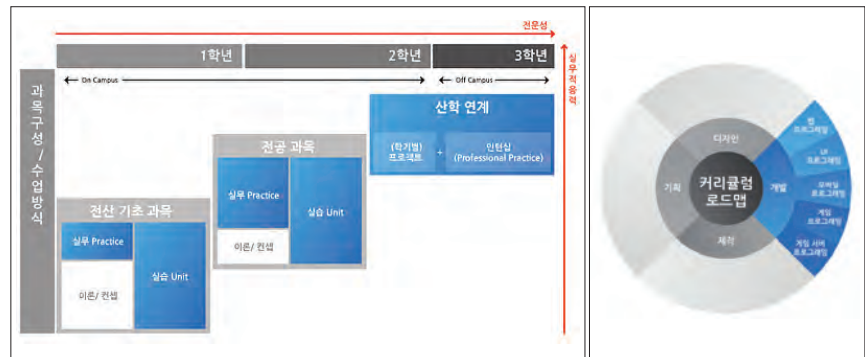 전문성
1학년
2학년
3학년
On Campus
Off Campus
실무적응력
과목구성 / 수업방식
산학 연계
(학기별)
프로젝트
+
인턴십
(Professional Practice)
전공 과목
실무 Practice
실습 Unit
이론/ 컨셉
전산 기초 과목
실무 Practice
실습 Unit
이론/ 컨셉
디자인
기획
커리큘럼
로드맵
개발
제작
웹
프로그래밍
UI
프로그래밍
모바일
프로그래밍
게임
프로그래밍
게임 서버
프로그래밍